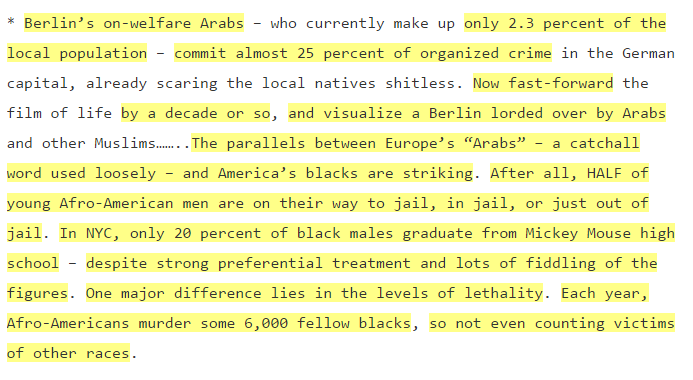 * Berlin’s on-welfare Arabs – who currently make up only 2.3 percent of the
local population – commit almost 25 percent of organized crime in the German
capital, already scaring the local natives shitless. Now fast-forward the
film of life by a decade or so, and visualize a Berlin lorded over by Arabs
and other Muslims……..The parallels between Europe’s “Arabs” – a catchall
word used loosely – and America’s blacks are striking. After all, HALF of
young Afro-American men are on their way to jail, in jail, or just out of
jail. In NYC, only 20 percent of black males graduate from Mickey Mouse high
school – despite strong preferential treatment and lots of fiddling of the
figures. One major difference lies in the levels of lethality. Each year,
Afro-Americans murder some 6,000 fellow blacks, so not even counting victims
of other races.